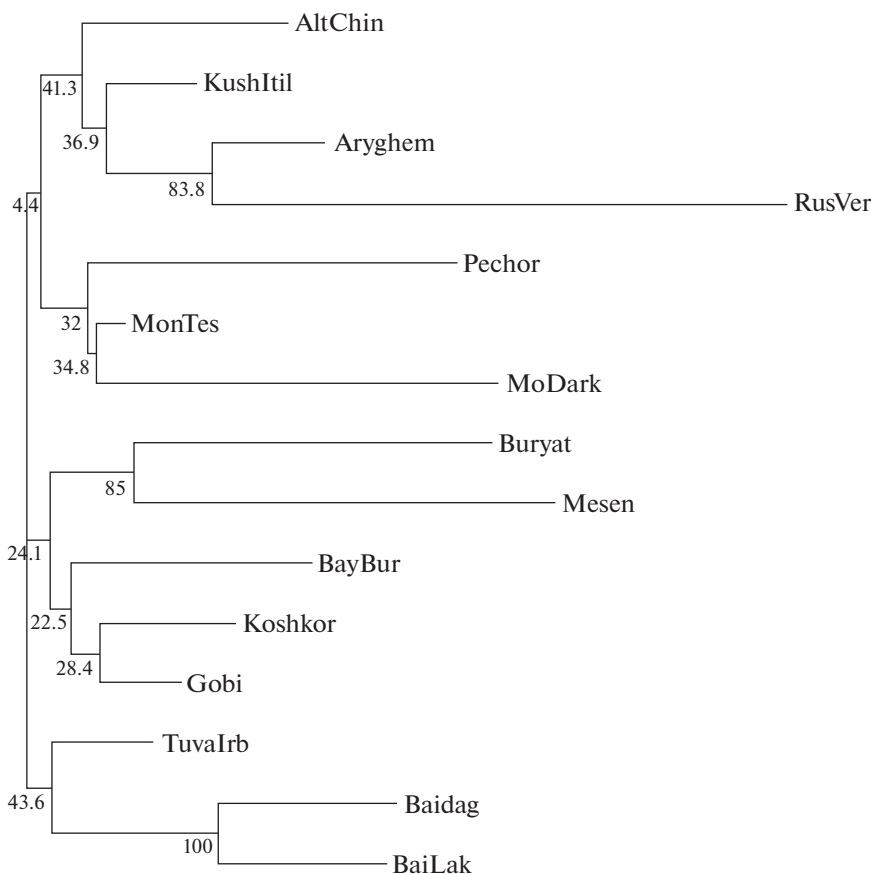 AltChin
41.3
KushItil
36.9
Aryghem
83.8
RusVer
4.4
Pechor
32
MonTes
34.8
MoDark
Buryat
85
Mesen
24.1
BayBur
22.5
Koshkor
28.4
Gobi
TuvaIrb
43.6
Baidag
100
BaiLak